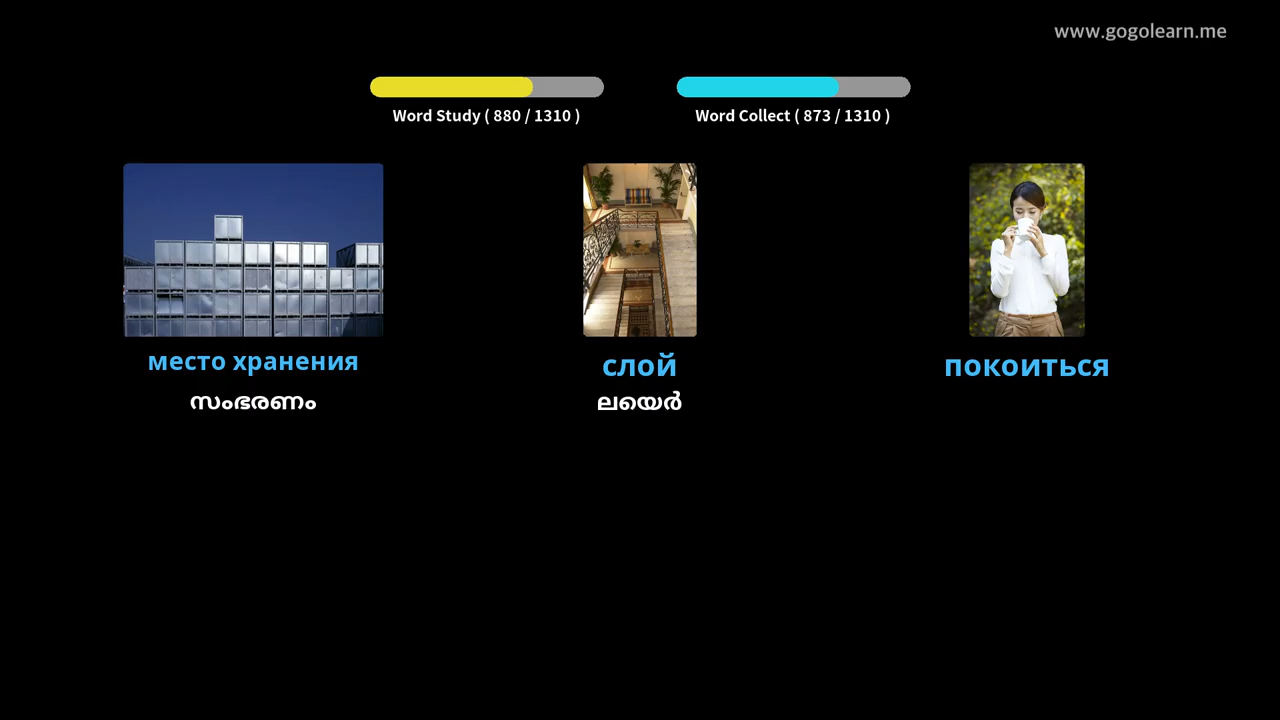 www.gogolearn.me
Word Study ( 880 / 1310 )
Word Collect ( 873 / 1310 )
место хранения
സംഭരണം
слой
ലയെർ
покоиться